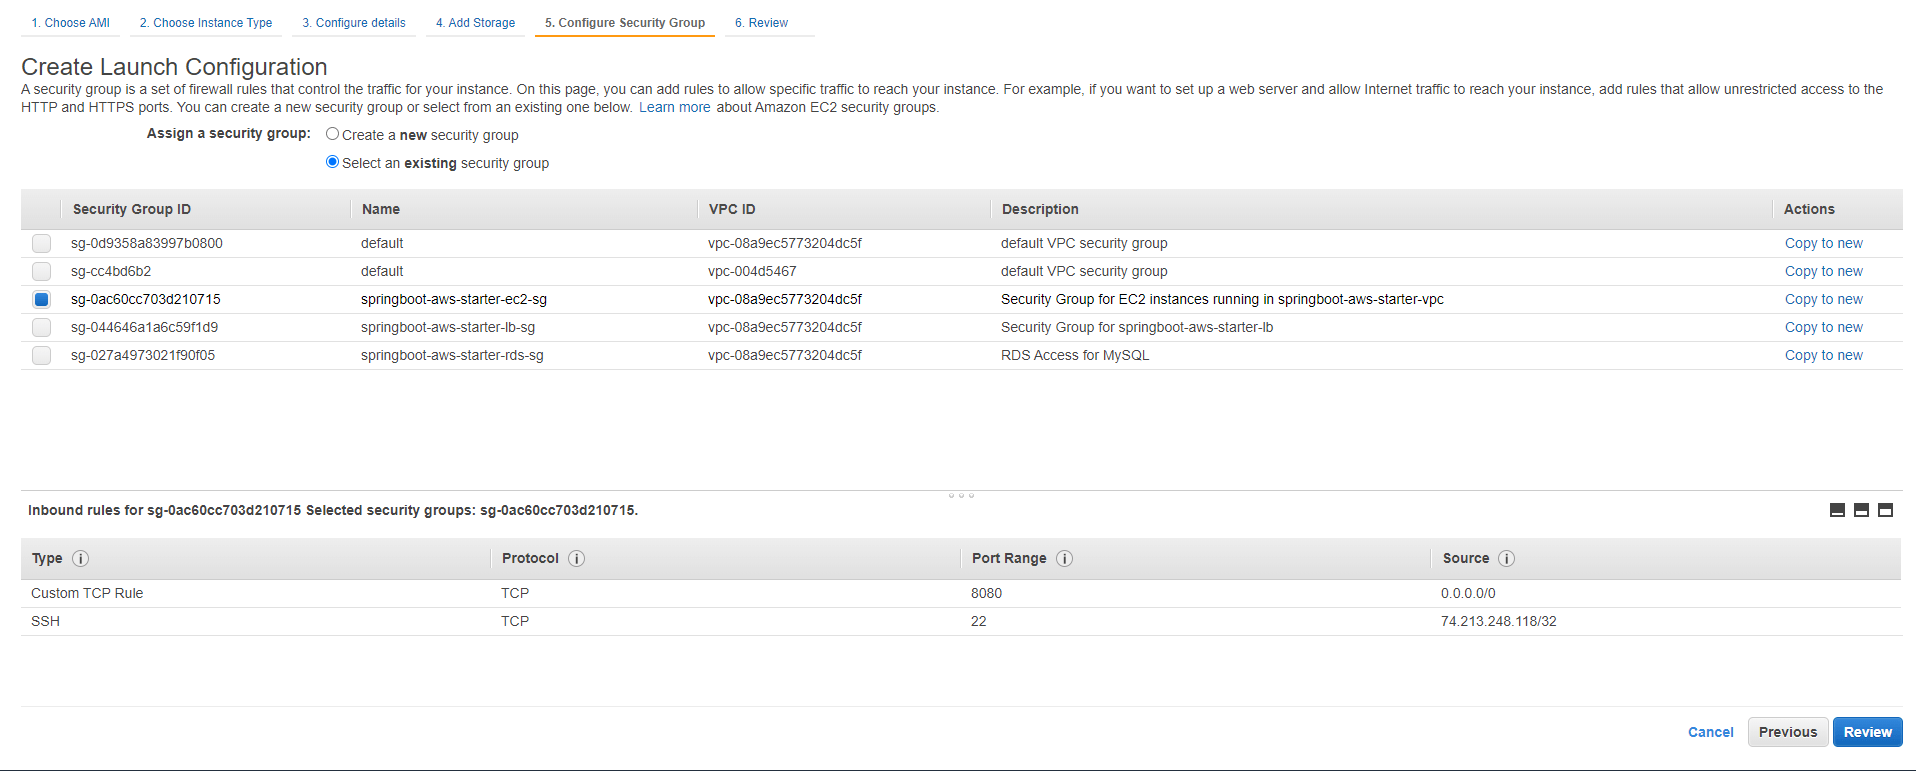 1. Choose AMI 2. Choose Instance Type 3. Configure details 4. Add Storage 5. Configure Security Group 6. Review
Create Launch Configuration
A security group is a set of firewall rules that control the traffic for your instance. On this page, you can add rules to allow specific traffic to reach your instance. For example, if you want to set up a web server and allow Internet traffic to reach your instance, add rules that allow unrestricted access to the
HTTP and HTTPS ports. You can create a new security group or select from an existing one below. Learn more about Amazon EC2 security groups.
Assign a security group: Create a new security group
Select an existing security group
Security Group ID Name VPC ID Description Actions
sg-0d9358a83997b0800 default vpc-08a9ec5773204dc5f default VPC security group Copy to new
sg-cc4bd6b2 default vpc-004d5467 default VPC security group Copy to new
sg-0ac60cc703d210715 springboot-aws-starter-ec2-sg vpc-08a9ec5773204dc5f Security Group for EC2 instances running in springboot-aws-starter-vpc Copy to new
sg-044646a1a6c59f1d9 springboot-aws-starter-lb-sg vpc-08a9ec5773204dc5f Security Group for springboot-aws-starter-lb Copy to new
sg-027a4973021f90f05 springboot-aws-starter-rds-sg vpc-08a9ec5773204dc5f RDS Access for MySQL Copy to new
Inbound rules for sg-0ac60cc703d210715 Selected security groups: sg-0ac60cc703d210715.
Type i Protocol i Port Range i Source i
Custom TCP Rule TCP 8080 0.0.0.0/0
SSH TCP 22 74.213.248.118/32
Cancel Previous Review